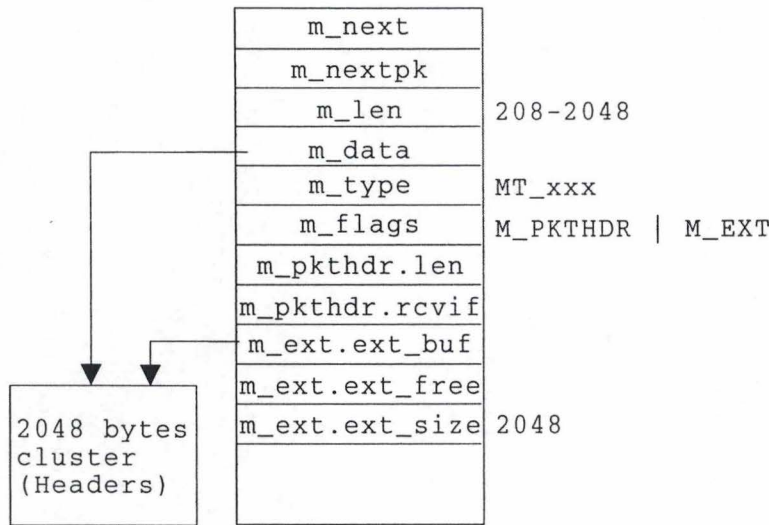 m_next
m_nextpk
m_len 208-2048
m_data
m_type MT_xxx
m_flags M_PKTHDR | M_EXT
m_pkthdr.len
m_pkthdr.rcvif
m_ext.ext_buf
m_ext.ext_free
m_ext.ext_size 2048
2048 bytes
cluster
(Headers)